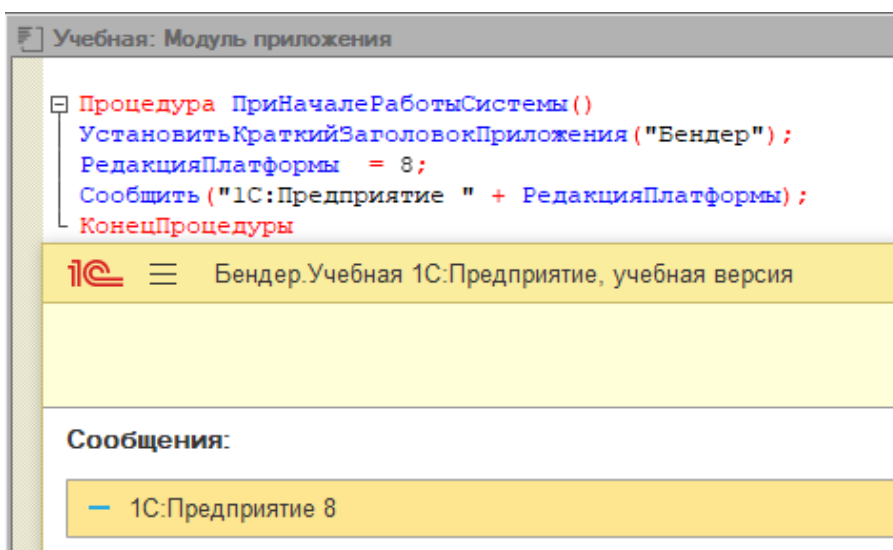 Учебная: Модуль приложения
Процедура ПриНачалеРаботыСистемы()
УстановитьКраткийЗаголовокПриложения("Бендер");
РедакцияПлатформы = 8;
Сообщить("1С:Предприятие " + РедакцияПлатформы);
КонецПроцедуры
1С Бендер.Учебная 1С:Предприятие, учебная версия
Сообщения:
1С:Предприятие 8